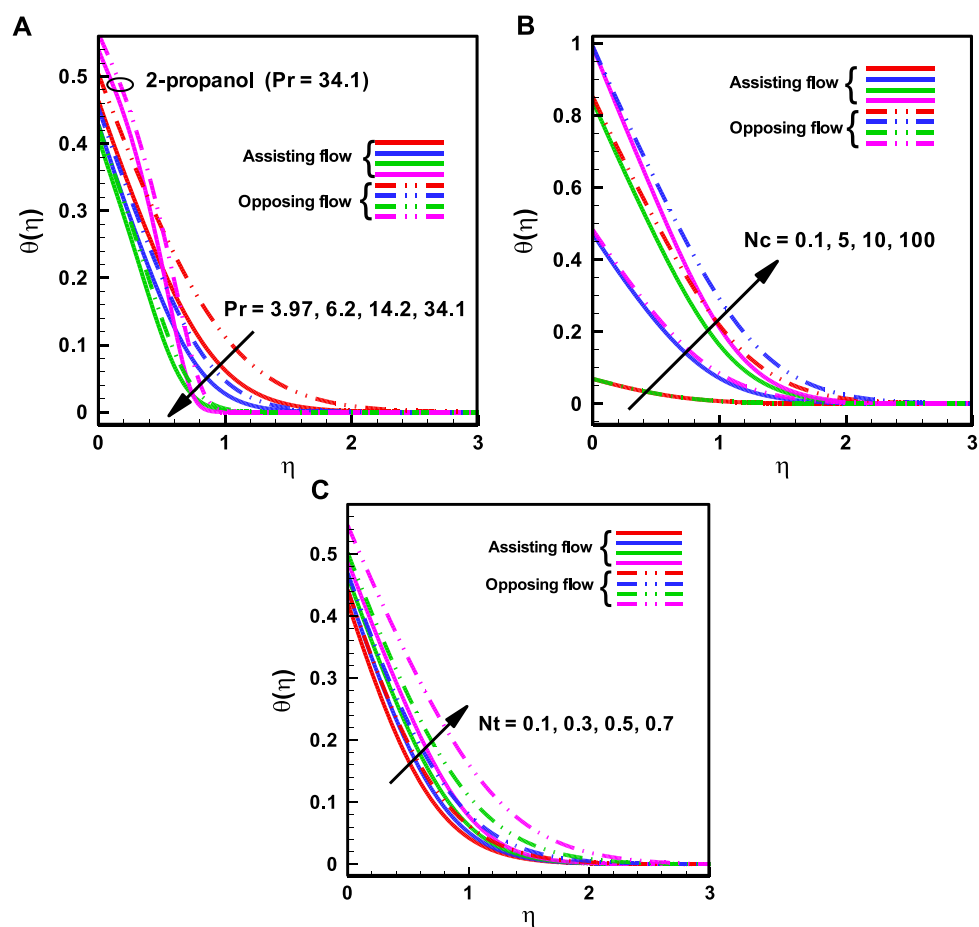 A
2-propanol (Pr = 34.1)
Assisting flow {
Opposing flow {
Pr = 3.97, 6.2, 14.2, 34.1
θ(η)
0.5
0.4
0.3
0.2
0.1
0
0 1 2 3
η
B
Assisting flow {
Opposing flow {
Nc = 0.1, 5, 10, 100
θ(η)
1
0.8
0.6
0.4
0.2
0
0 1 2 3
η
C
Assisting flow {
Opposing flow {
Nt = 0.1, 0.3, 0.5, 0.7
θ(η)
0.5
0.4
0.3
0.2
0.1
0
0 1 2 3
η